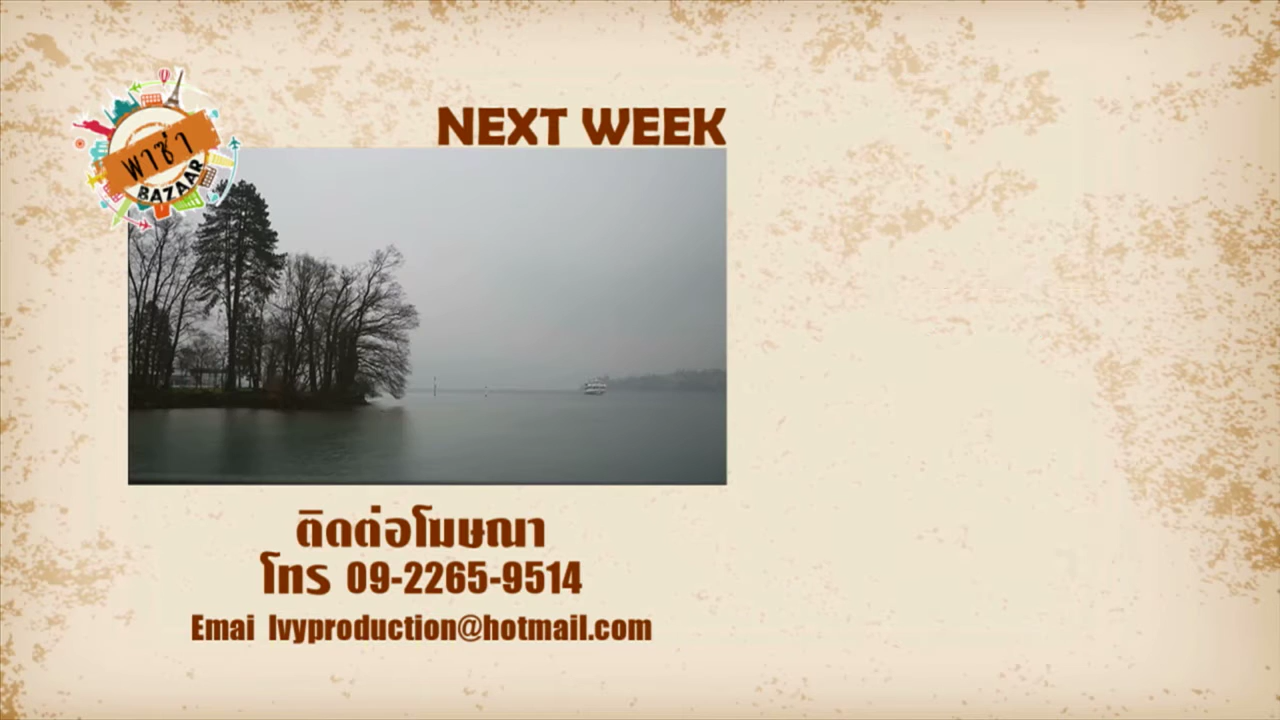 NEXT WEEK
พาซ่า
BAZAAR
ติดต่อโฆษณา
โทร 09-2265-9514
Emai Ivyproduction@hotmail.com